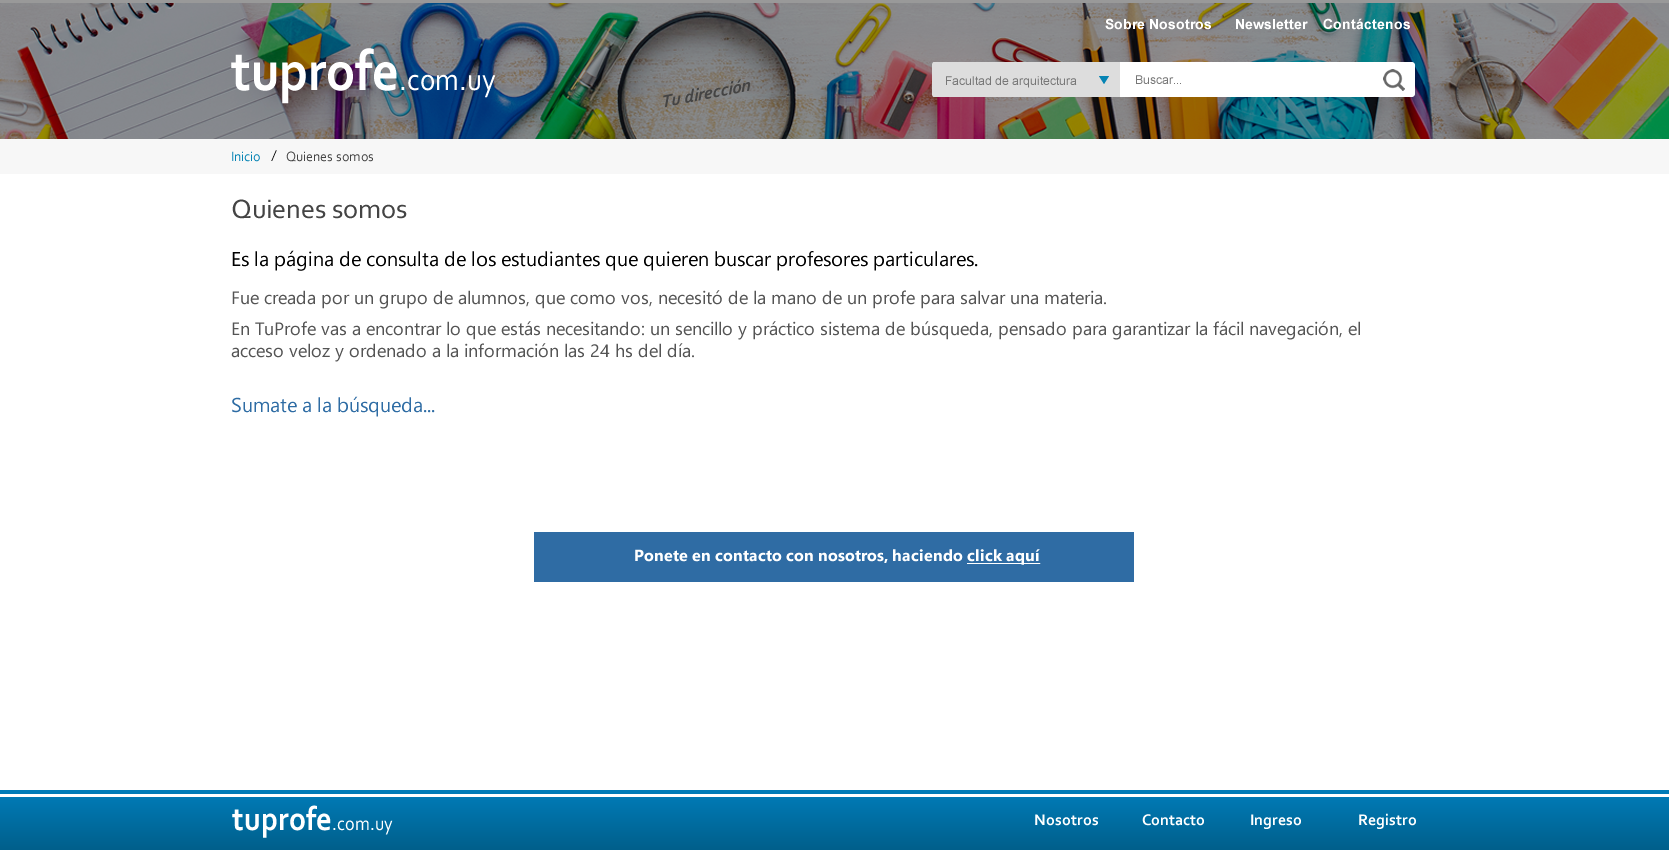 Sobre Nosotros Newsletter Contáctenos
tuprofe.com.uy
Facultad de arquitectura Buscar...
Tu dirección
Inicio / Quienes somos
Quienes somos
Es la página de consulta de los estudiantes que quieren buscar profesores particulares.
Fue creada por un grupo de alumnos, que como vos, necesitó de la mano de un profe para salvar una materia.
En TuProfe vas a encontrar lo que estás necesitando: un sencillo y práctico sistema de búsqueda, pensado para garantizar la fácil navegación, el
acceso veloz y ordenado a la información las 24 hs del día.
Sumate a la búsqueda...
Ponete en contacto con nosotros, haciendo click aquí
tuprofe.com.uy
Nosotros Contacto Ingreso Registro